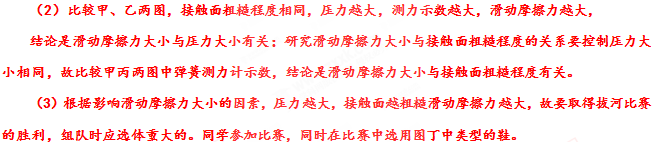 （2）比较甲、乙两图，接触面粗糙程度相同，压力越大，测力示数越大，滑动摩擦力越大，
结论是滑动摩擦力大小与压力大小有关；研究滑动摩擦力大小与接触面粗糙程度的关系要控制压力大
小相同，故比较甲丙两图中弹簧测力计示数，结论是滑动摩擦力大小与接触面粗糙程度有关。
（3）根据影响滑动摩擦力大小的因素，压力越大，接触面越粗糙滑动摩擦力越大，故要取得拔河比赛
的胜利，组队时应选体重大的。同学参加比赛，同时在比赛中选用图丁中类型的鞋。